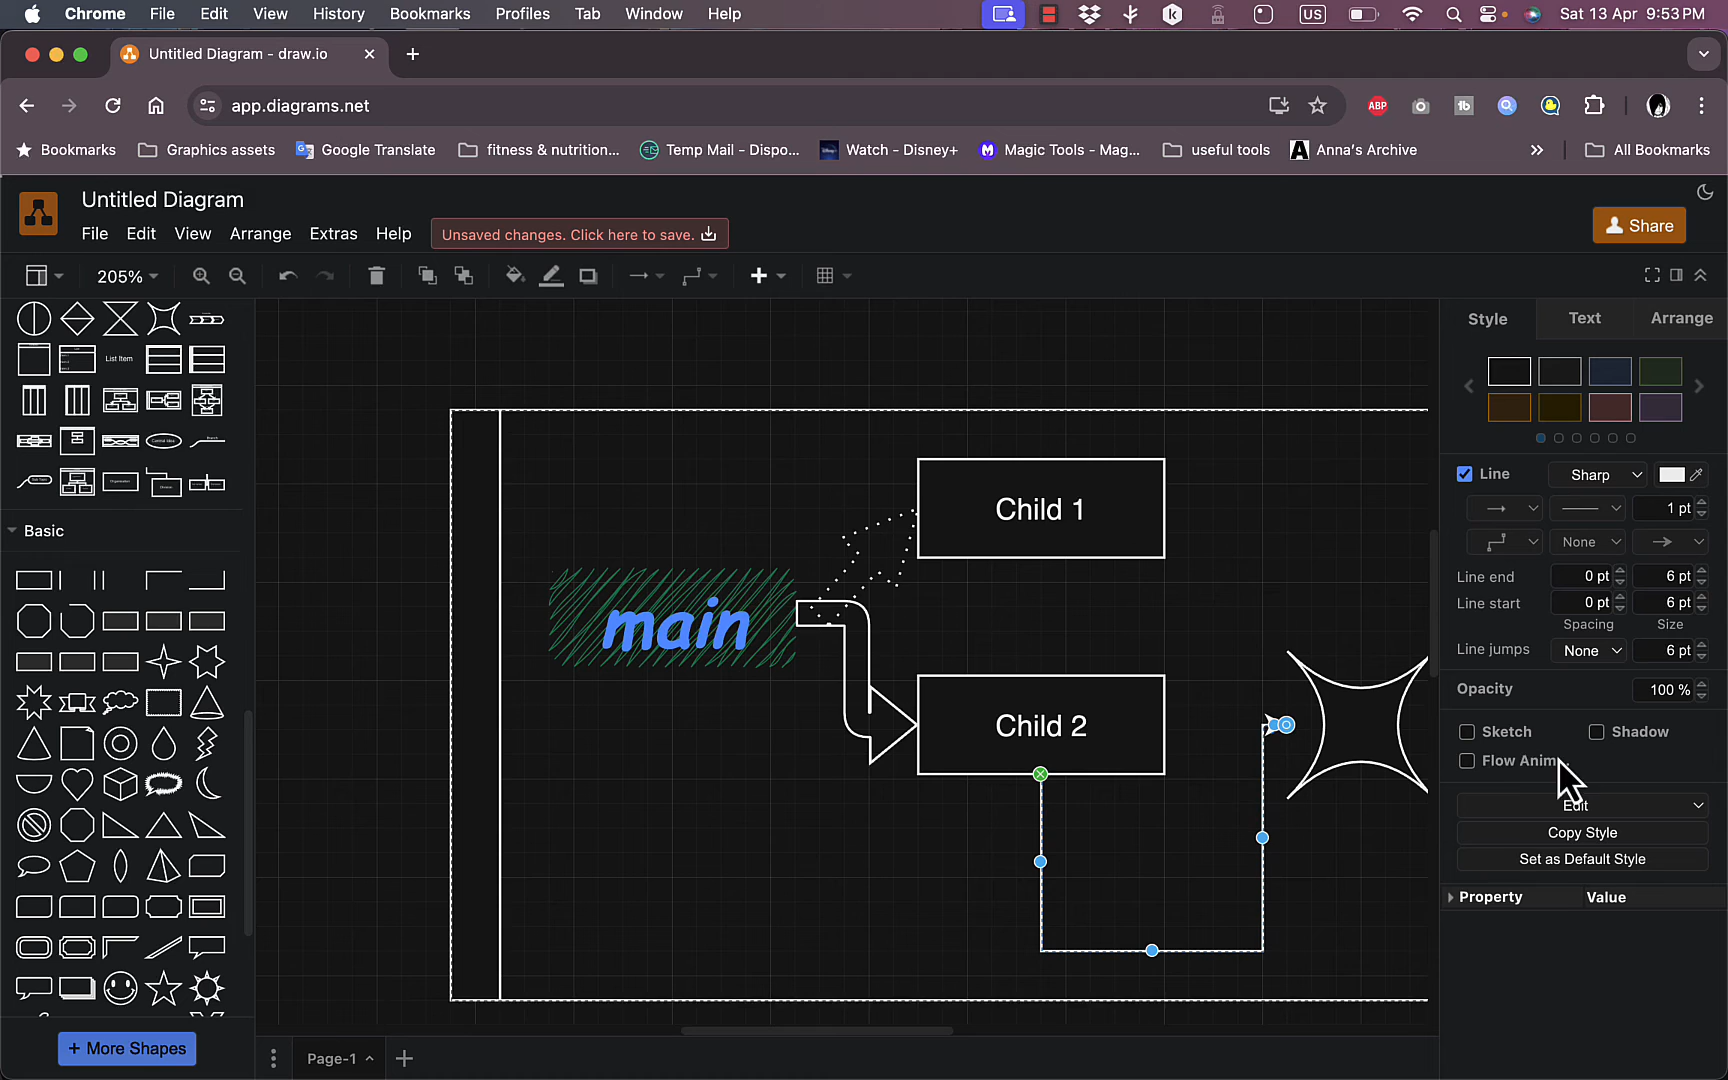 Chrome File Edit View History Bookmarks Profiles Tab Window Help
US
Sat 13 Apr 9:53 PM
Untitled Diagram - draw.io
app.diagrams.net
ABP
tb
Bookmarks
Graphics assets
Google Translate
fitness & nutrition...
Temp Mail - Dispo...
Watch - Disney+
Magic Tools - Mag...
useful tools
Anna's Archive
All Bookmarks
Untitled Diagram
File Edit View Arrange Extras Help
Unsaved changes. Click here to save.
Share
205%
Style
Text
Arrange
List Item
Basic
+ More Shapes
main
Child 1
Child 2
Line
Sharp
1 pt
None
Line end
0 pt
6 pt
Line start
0 pt
6 pt
Spacing
Size
Line jumps
None
6 pt
Opacity
100 %
Sketch
Shadow
Flow Anim
Edit
Copy Style
Set as Default Style
Property
Value
Page-1